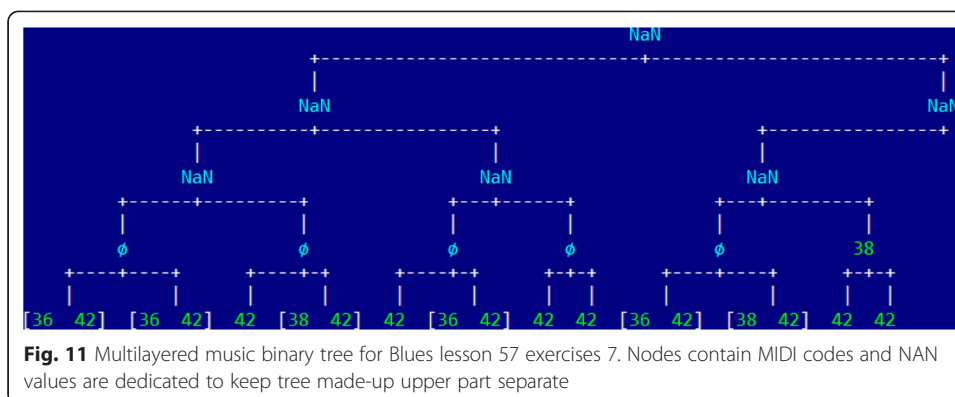 NaN
NaN NaN
NaN NaN NaN
ø ø ø ø ø 38
[36 42] [36 42] 42 [38 42] 42 [36 42] 42 42 [36 42] [38 42] 42 42
Fig. 11 Multilayered music binary tree for Blues lesson 57 exercises 7. Nodes contain MIDI codes and NAN
values are dedicated to keep tree made-up upper part separate